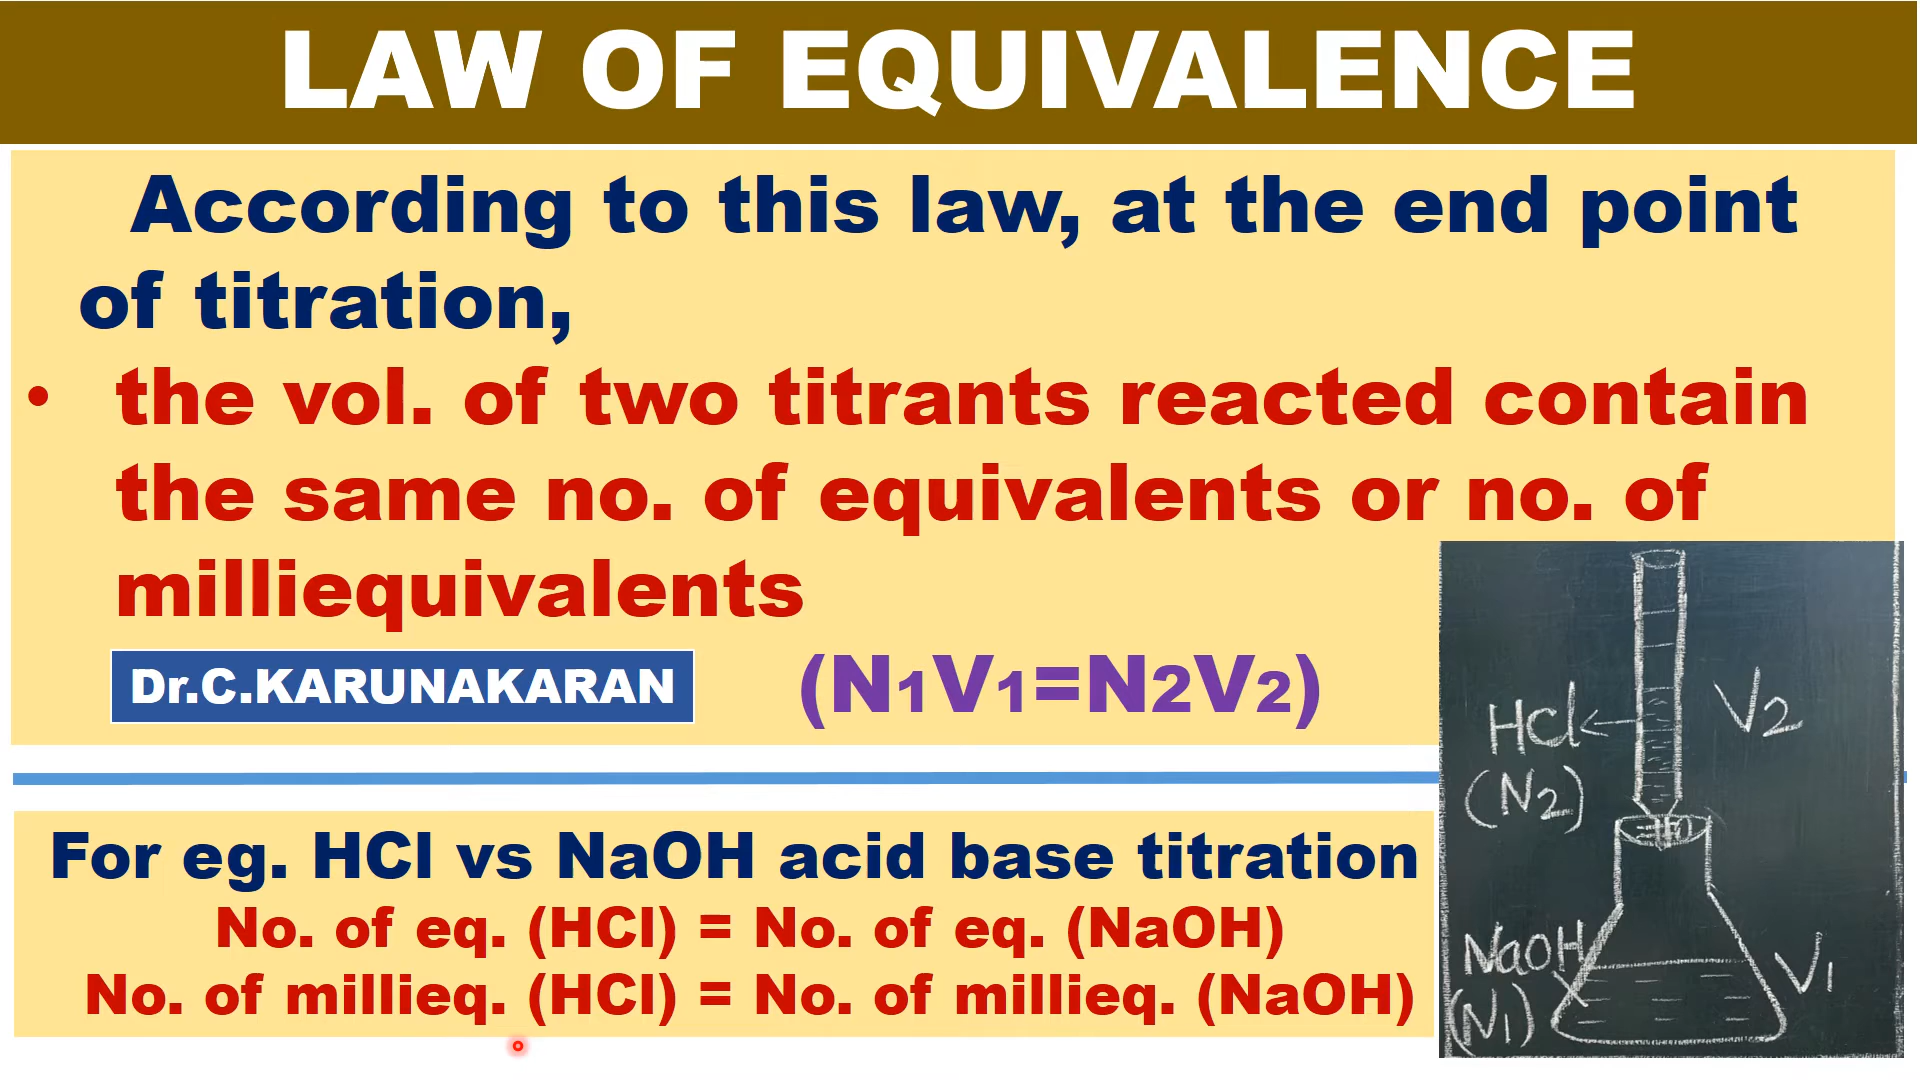 LAW OF EQUIVALENCE
According to this law, at the end point
of titration,
• the vol. of two titrants reacted contain
the same no. of equivalents or no. of
milliequivalents
Dr.C.KARUNAKARAN
(N1V1=N2V2)
HCl
V2
(N2)
For eg. HCl vs NaOH acid base titration
No. of eq. (HCl) = No. of eq. (NaOH)
No. of millieq. (HCl) = No. of millieq. (NaOH)
NaOH
V1
(N1)